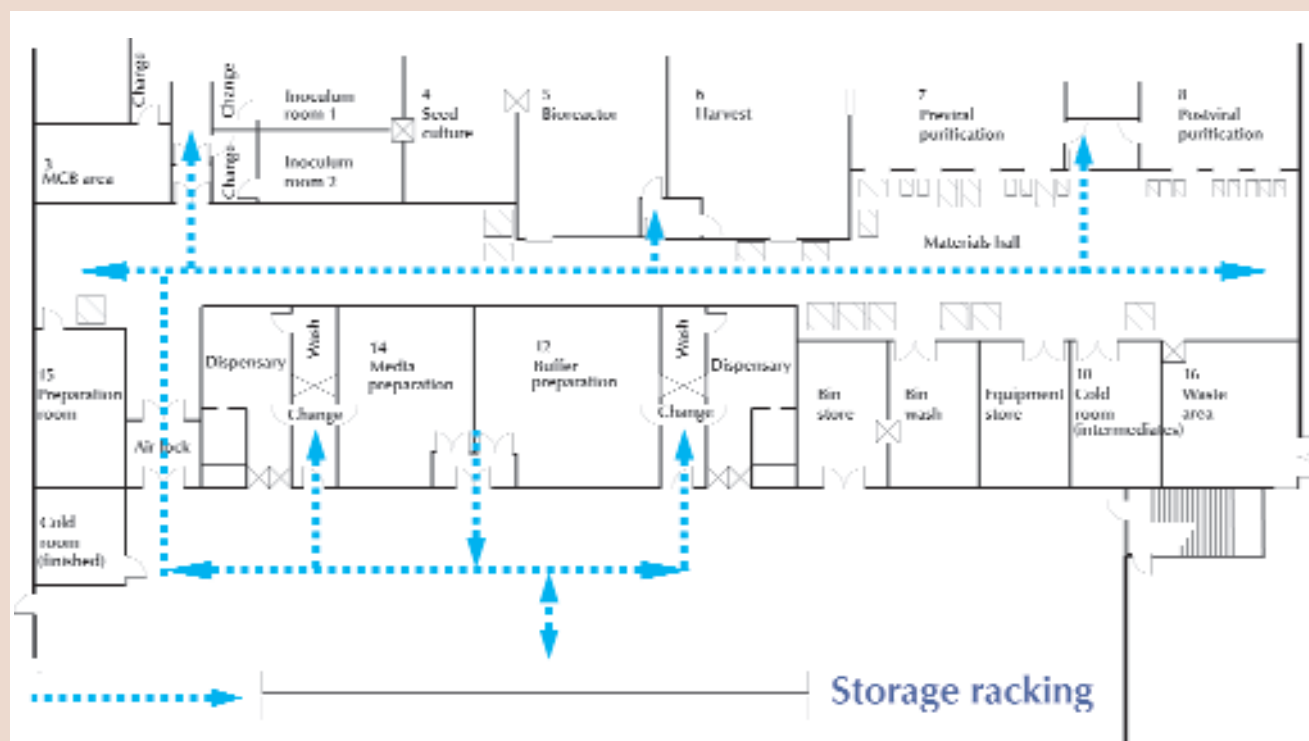 Change
Change
Inoculum
room 1
Change
Inoculum
room 2
3
MCB area
4
Seed
culture
5
Bioreactor
6
Harvest
7
Previral
purification
8
Postviral
purification
Materials hall
15
Preparation
room
Air lock
Dispensary
Wash
Change
14
Media
preparation
12
Buffer
preparation
Wash
Change
Dispensary
Bin
store
Bin
wash
Equipment
store
10
Cold
room
(intermediates)
16
Waste
area
Cold
room
(finished)
Storage racking